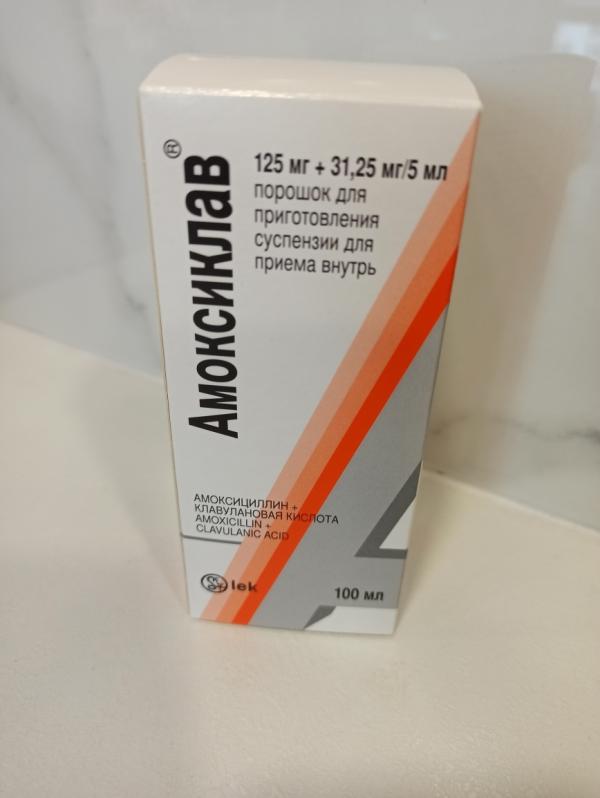 Амоксиклав®
125 мг + 31,25 мг/5 мл
порошок для
приготовления
суспензии для
приема внутрь
АМОКСИЦИЛЛИН +
КЛАВУЛАНОВАЯ КИСЛОТА
AMOXICILLIN +
CLAVULANIC ACID
lek
100 мл